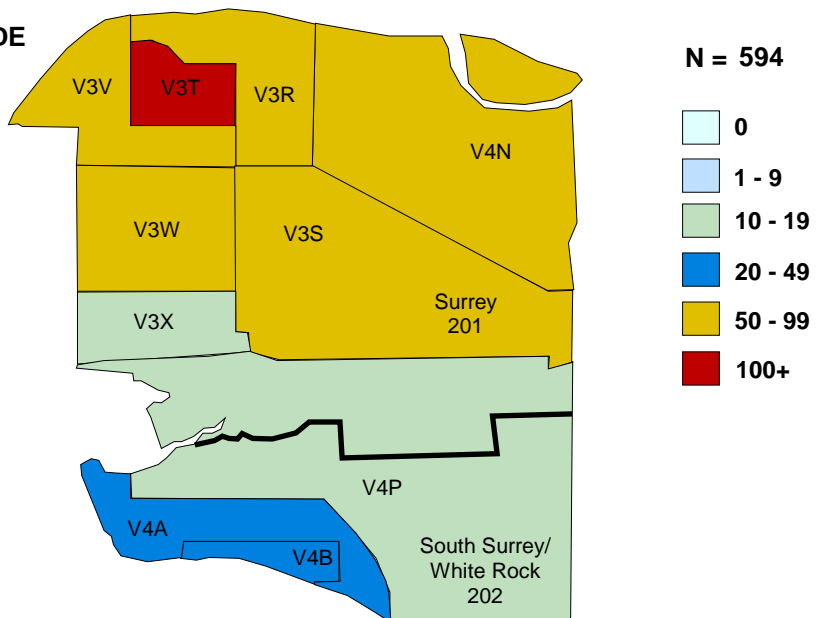 DE
N = 594
0
1 - 9
10 - 19
20 - 49
50 - 99
100+
V3V
V3T
V3R
V4N
V3W
V3S
V3X
Surrey
201
V4P
V4A
V4B
South Surrey/
White Rock
202